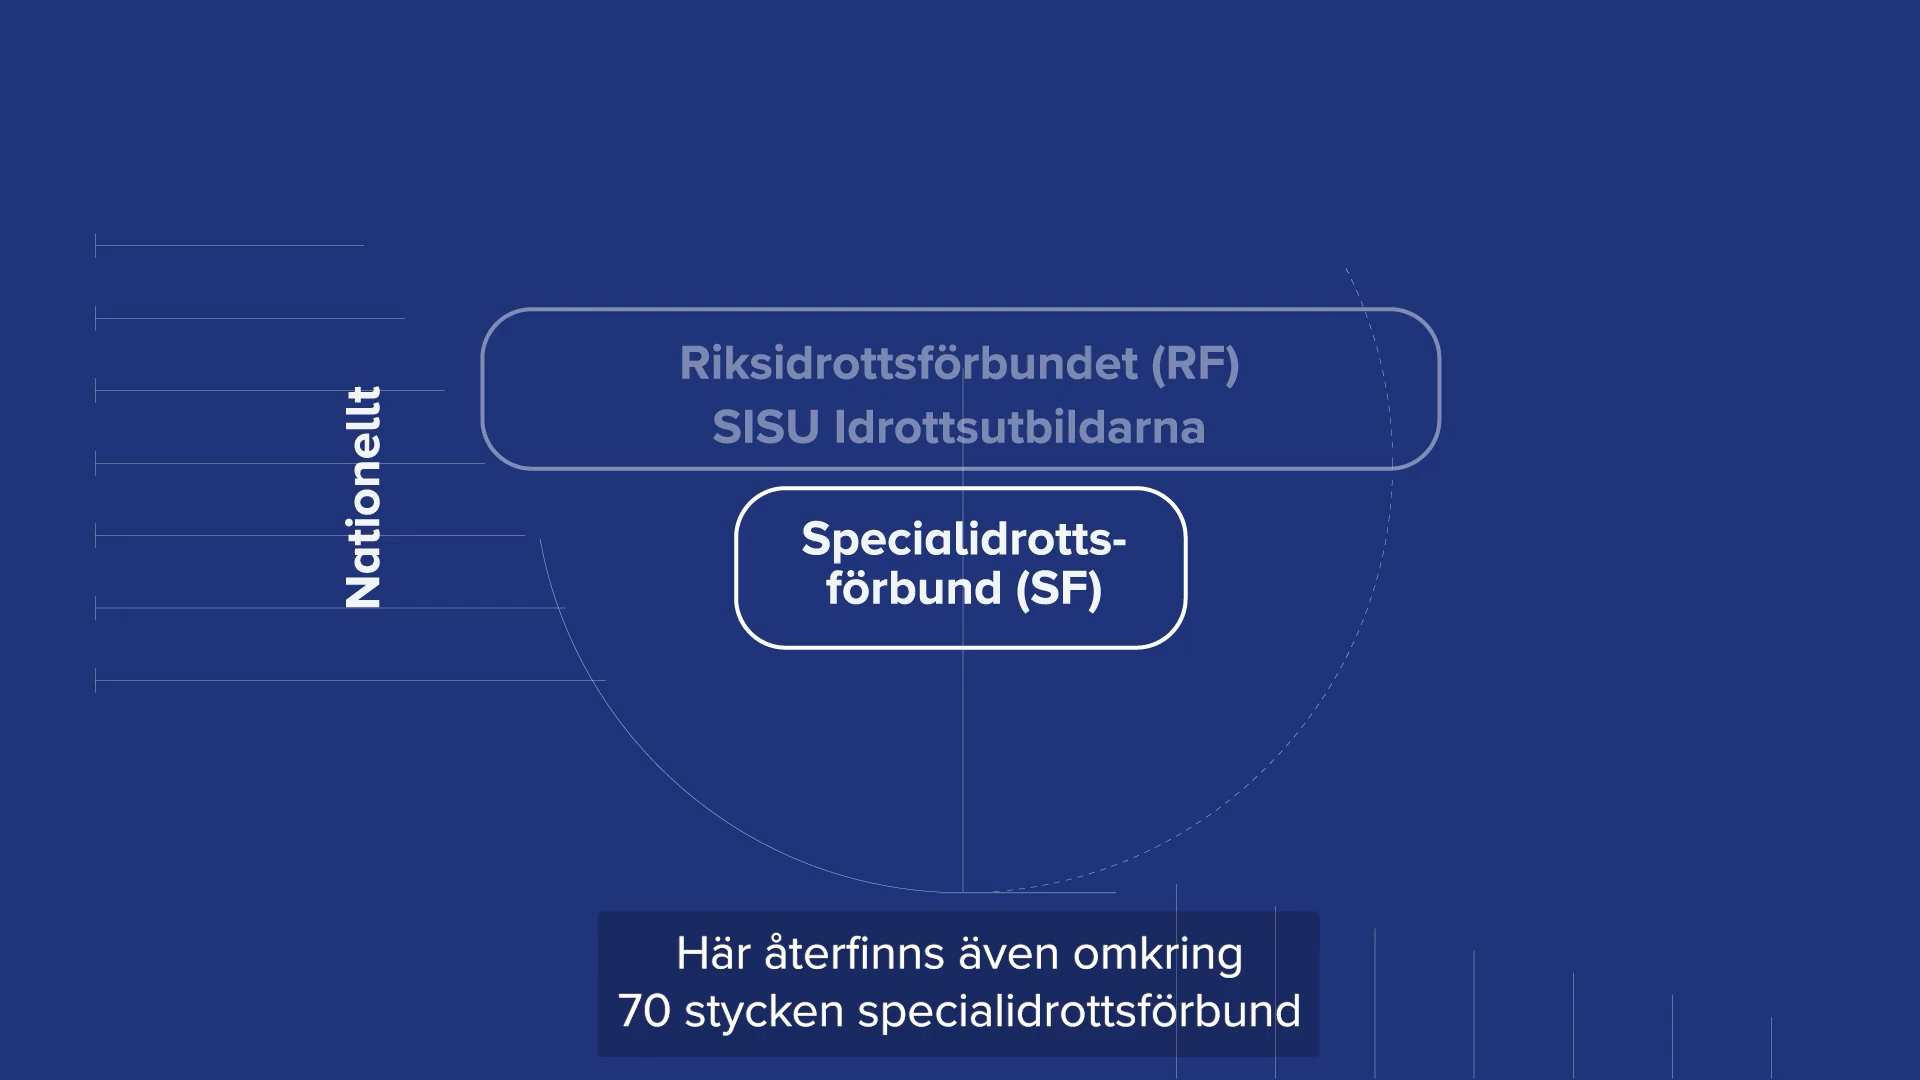 Nationellt
Riksidrottsförbundet (RF)
SISU Idrottsutbildarna
Specialidrotts-
förbund (SF)
Här återfinns även omkring
70 stycken specialidrottsförbund